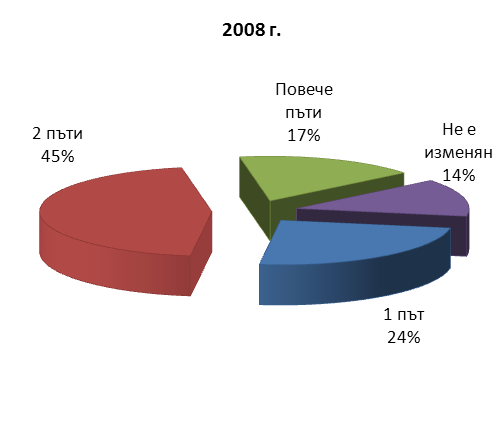 2008 г.
Повече
пъти
17%
2 пъти
45%
Не е
изменян
14%
1 път
24%